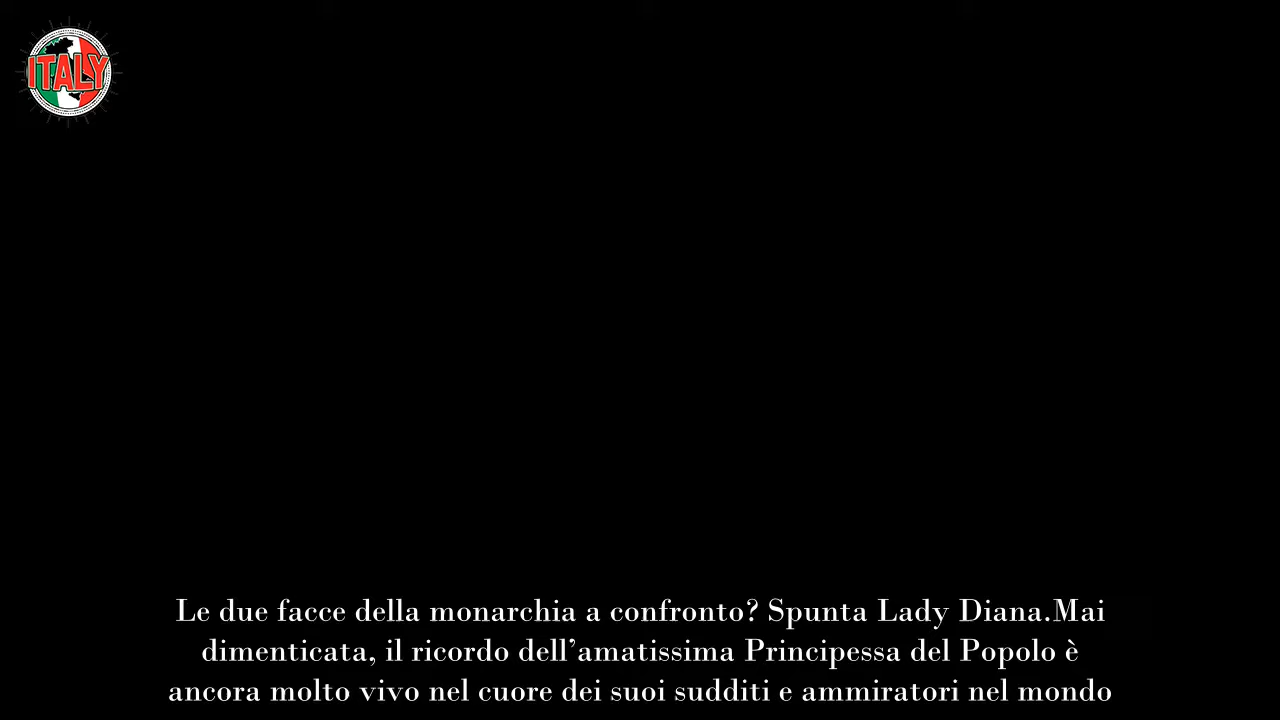 ITALY
Le due facce della monarchia a confronto? Spunta Lady Diana.Mai
dimenticata, il ricordo dell’amatissima Principessa del Popolo è
ancora molto vivo nel cuore dei suoi sudditi e ammiratori nel mondo